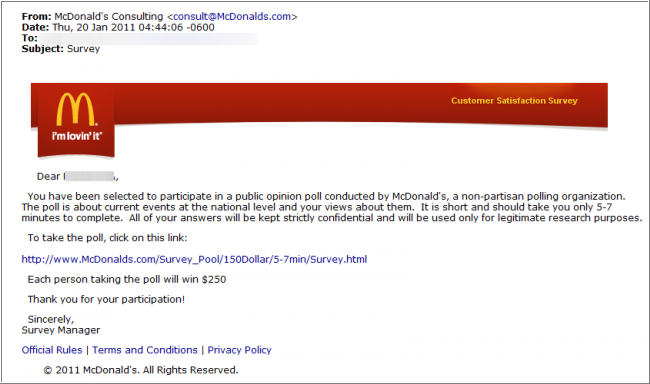 From: McDonald's Consulting <consult@McDonalds.com>
Date: Thu, 20 Jan 2011 04:44:06 -0600
To:
Subject: Survey
Customer Satisfaction Survey
i'm lovin' it®
Dear
You have been selected to participate in a public opinion poll conducted by McDonald's, a non-partisan polling organization.
The poll is about current events at the national level and your views about them. It is short and should take you only 5-7
minutes to complete. All of your answers will be kept strictly confidential and will be used only for legitimate research purposes.
To take the poll, click on this link:
http://www.McDonalds.com/Survey_Pool/150Dollar/5-7min/Survey.html
Each person taking the poll will win $250
Thank you for your participation!
Sincerely,
Survey Manager
Official Rules | Terms and Conditions | Privacy Policy
© 2011 McDonald's. All Rights Reserved.